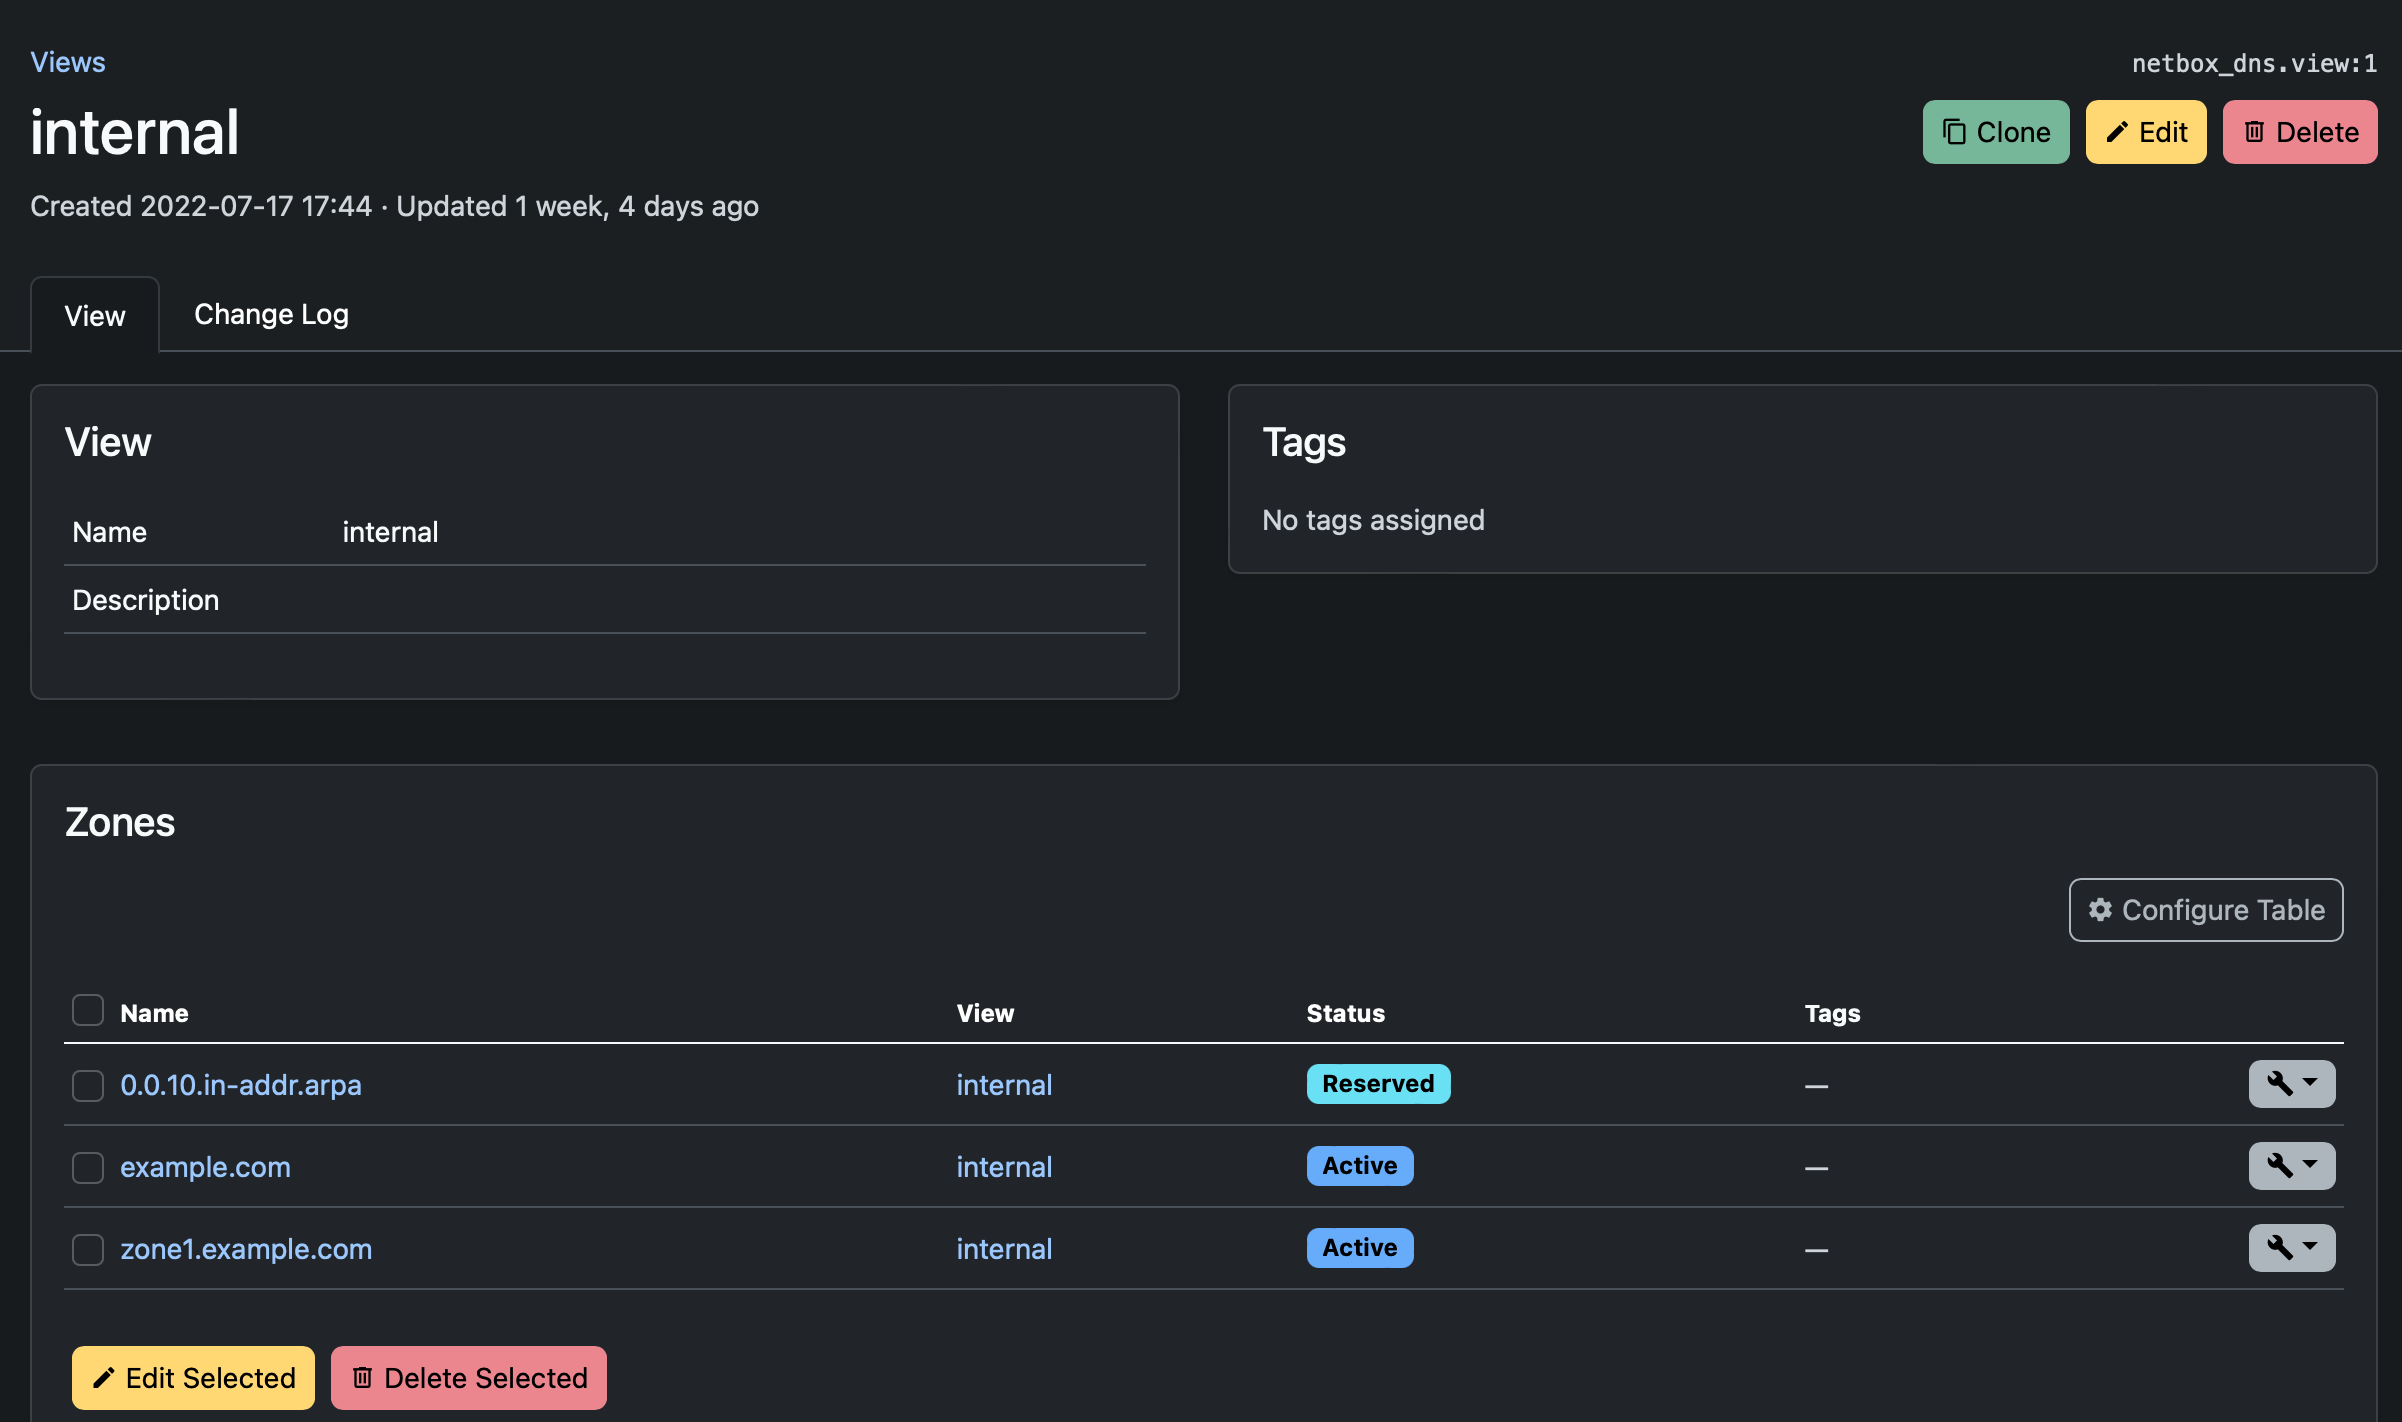 Views
netbox_dns.view:1
internal
Clone Edit Delete
Created 2022-07-17 17:44 · Updated 1 week, 4 days ago
View Change Log
View
Name internal
Description
Tags
No tags assigned
Zones
Configure Table
Name View Status Tags
0.0.10.in-addr.arpa internal Reserved —
example.com internal Active —
zone1.example.com internal Active —
Edit Selected Delete Selected